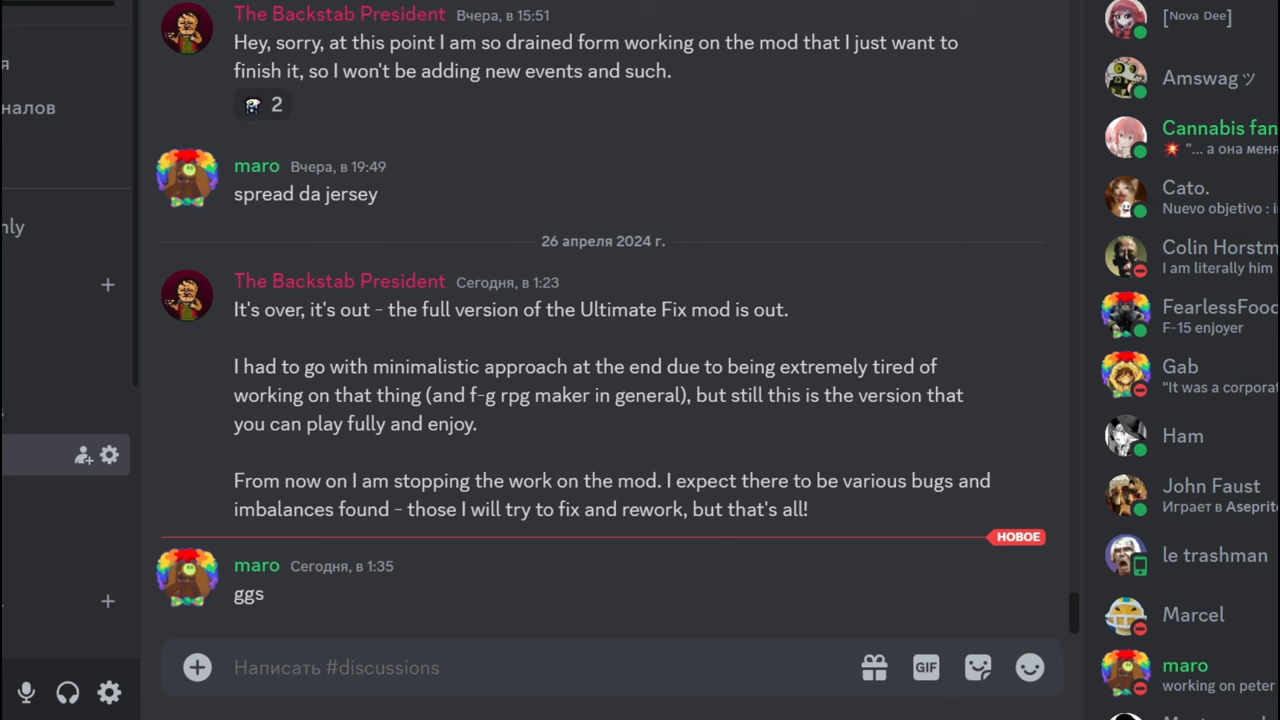 я
налов
nly
The Backstab President Вчера, в 15:51
Hey, sorry, at this point I am so drained form working on the mod that I just want to
finish it, so I won't be adding new events and such.
2
maro Вчера, в 19:49
spread da jersey
26 апреля 2024 г.
The Backstab President Сегодня, в 1:23
It's over, it's out - the full version of the Ultimate Fix mod is out.
I had to go with minimalistic approach at the end due to being extremely tired of
working on that thing (and f-g rpg maker in general), but still this is the version that
you can play fully and enjoy.
From now on I am stopping the work on the mod. I expect there to be various bugs and
imbalances found - those I will try to fix and rework, but that's all!
НОВОЕ
maro Сегодня, в 1:35
ggs
Написать #discussions
GIF
[Nova Dee]
Amswagツ
Cannabis fan
"... а она меня
Cato.
Nuevo objetivo : i
Colin Horstm
I am literally him
FearlessFood
F-15 enjoyer
Gab
"It was a corporat
Ham
John Faust
Играет в Aseprite
le trashman
Marcel
maro
working on peter